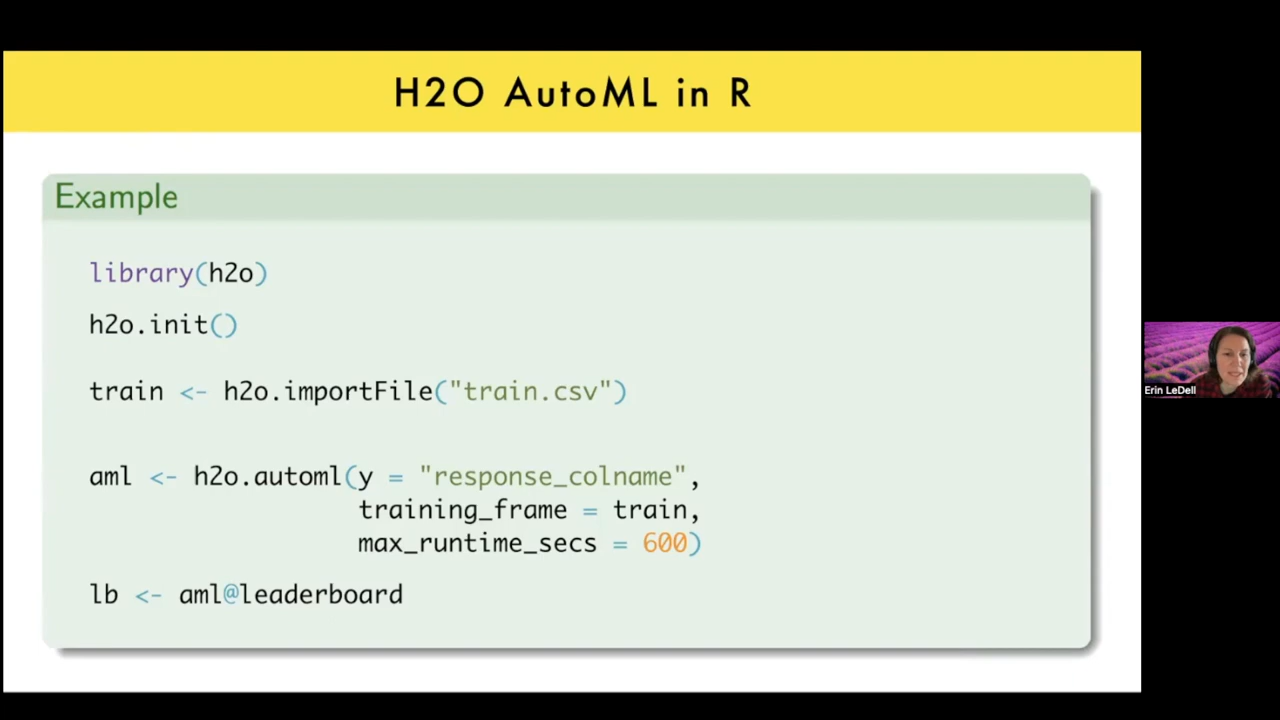 H2O AutoML in R
Example
library(h2o)
h2o.init()
train <- h2o.importFile("train.csv")
aml <- h2o.automl(y = "response_colname",
training_frame = train,
max_runtime_secs = 600)
lb <- aml@leaderboard
Erin LeDell